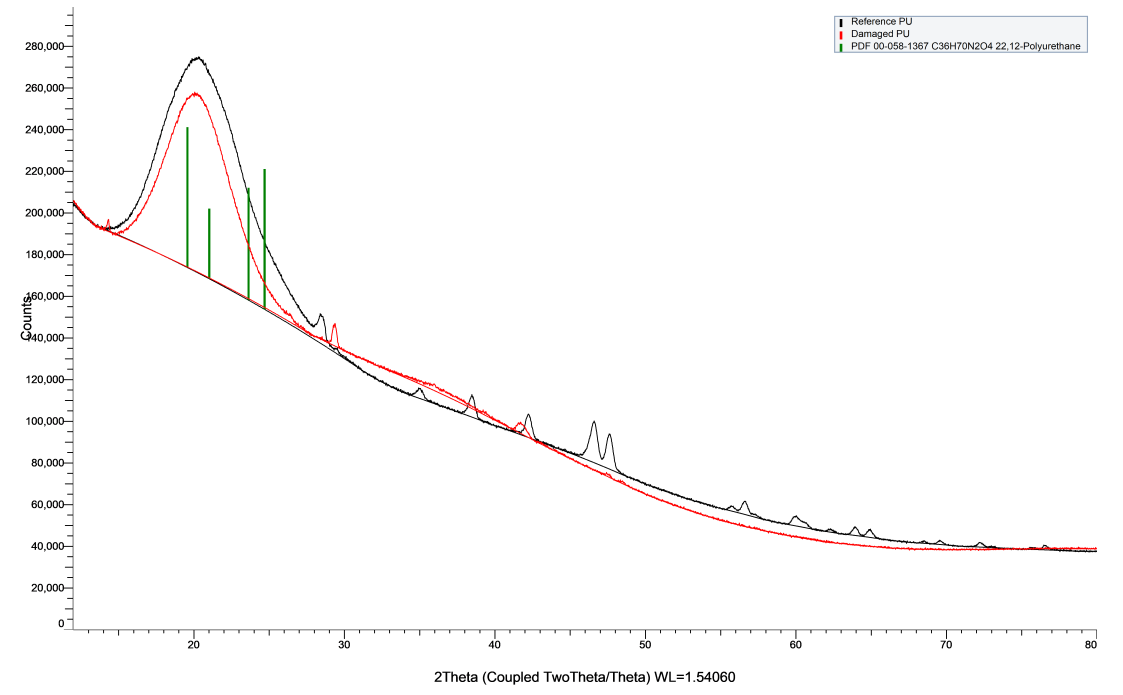 Reference PU
Damaged PU
PDF 00-058-1367 C36H70N2O4 22,12-Polyurethane
280,000
260,000
240,000
220,000
200,000
180,000
160,000
140,000
120,000
100,000
80,000
60,000
40,000
20,000
0
Counts
20 30 40 50 60 70 80
2Theta (Coupled TwoTheta/Theta) WL=1.54060